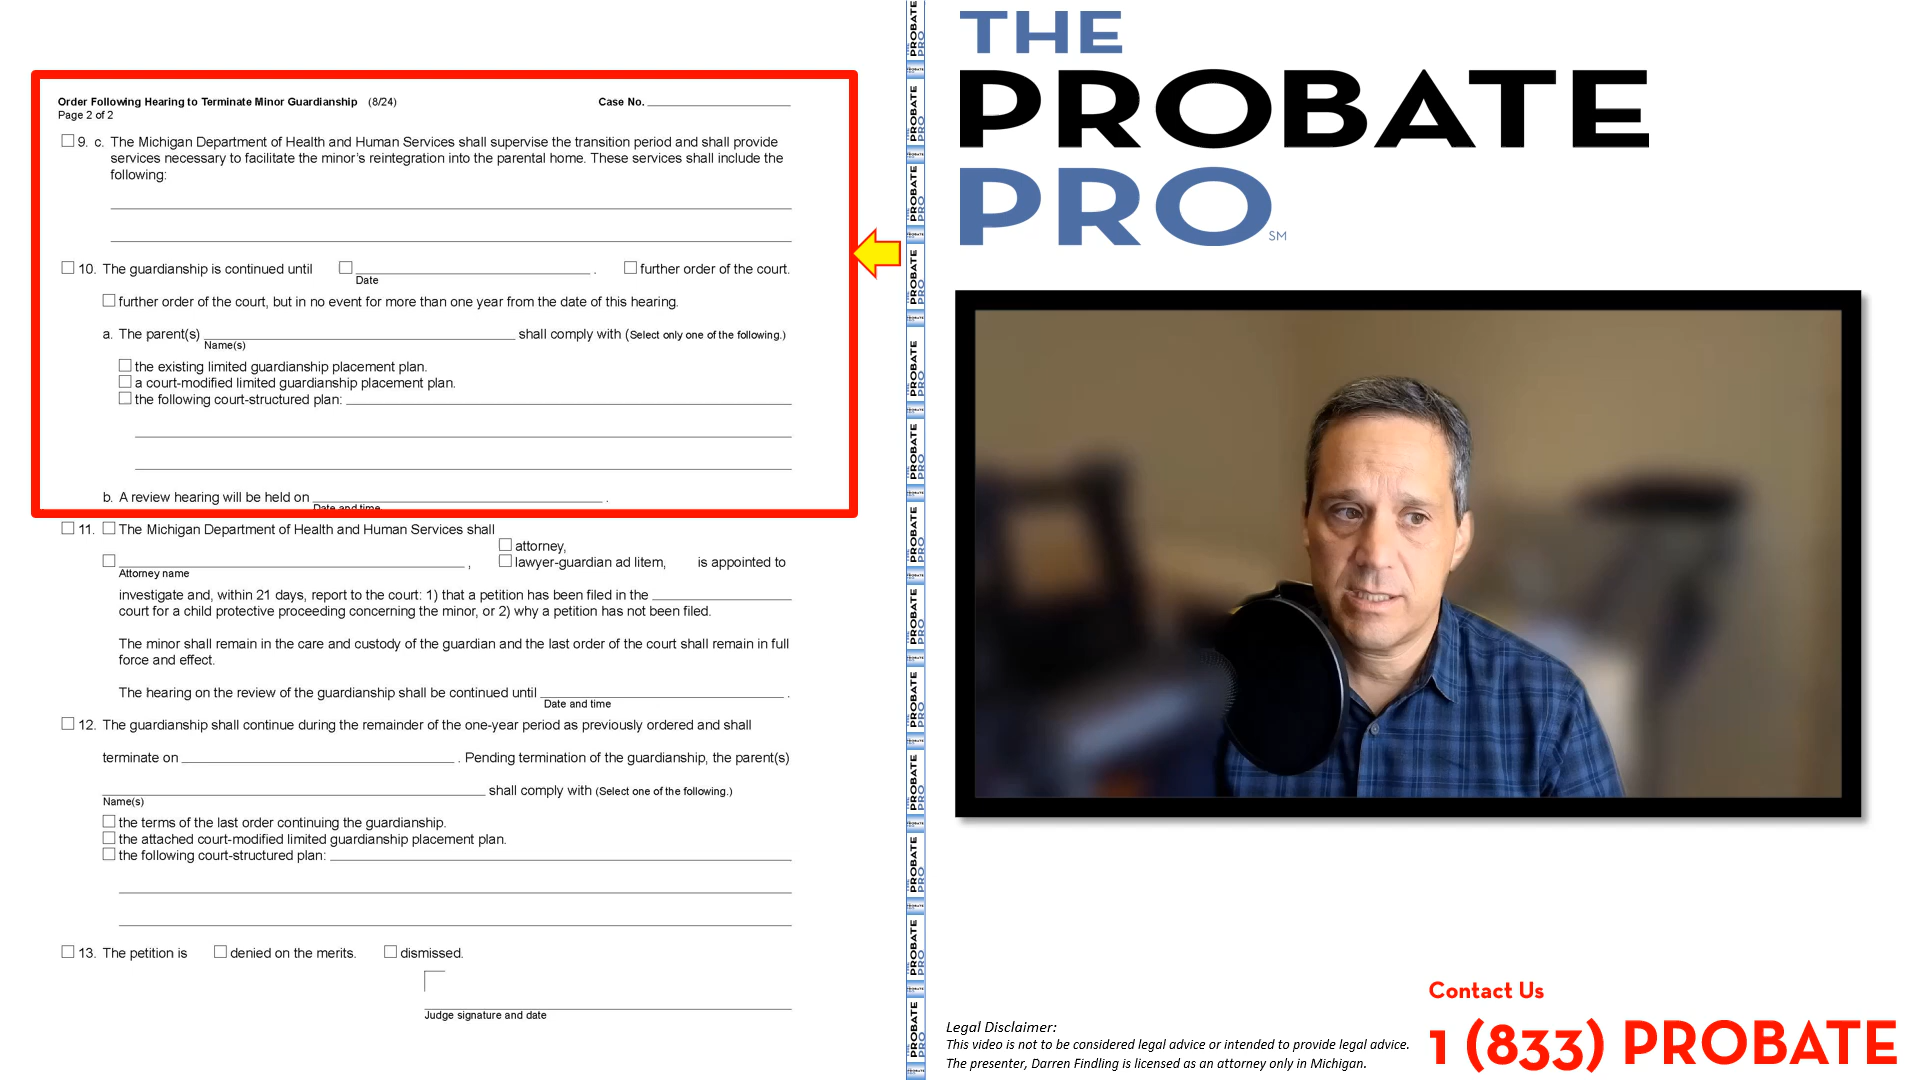 Order Following Hearing to Terminate Minor Guardianship (8/24) Case No.
Page 2 of 2
9. c. The Michigan Department of Health and Human Services shall supervise the transition period and shall provide
services necessary to facilitate the minor's reintegration into the parental home. These services shall include the
following:
10. The guardianship is continued until . further order of the court.
Date
further order of the court, but in no event for more than one year from the date of this hearing.
a. The parent(s) shall comply with (Select only one of the following.)
Name(s)
the existing limited guardianship placement plan.
a court-modified limited guardianship placement plan.
the following court-structured plan:
b. A review hearing will be held on .
Date and time
11. The Michigan Department of Health and Human Services shall
attorney,
, lawyer-guardian ad litem, is appointed to
Attorney name
investigate and, within 21 days, report to the court: 1) that a petition has been filed in the
court for a child protective proceeding concerning the minor, or 2) why a petition has not been filed.
The minor shall remain in the care and custody of the guardian and the last order of the court shall remain in full
force and effect.
The hearing on the review of the guardianship shall be continued until .
Date and time
12. The guardianship shall continue during the remainder of the one-year period as previously ordered and shall
terminate on . Pending termination of the guardianship, the parent(s)
shall comply with (Select one of the following.)
Name(s)
the terms of the last order continuing the guardianship.
the attached court-modified limited guardianship placement plan.
the following court-structured plan:
13. The petition is denied on the merits. dismissed.
Judge signature and date
THE
PROBATE
PRO SM
Contact Us
1 (833) PROBATE
Legal Disclaimer:
This video is not to be considered legal advice or intended to provide legal advice.
The presenter, Darren Findling is licensed as an attorney only in Michigan.